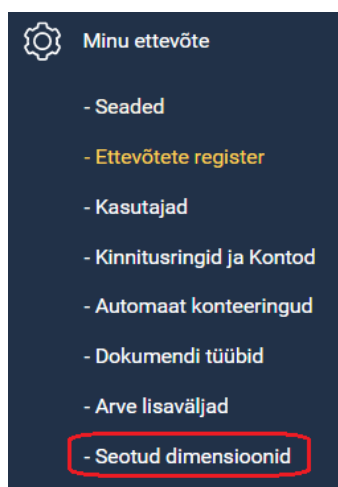 Minu ettevõte
- Seaded
- Ettevõtete register
- Kasutajad
- Kinnitusringid ja Kontod
- Automaat konteeringud
- Dokumendi tüübid
- Arve lisaväljad
- Seotud dimensioonid